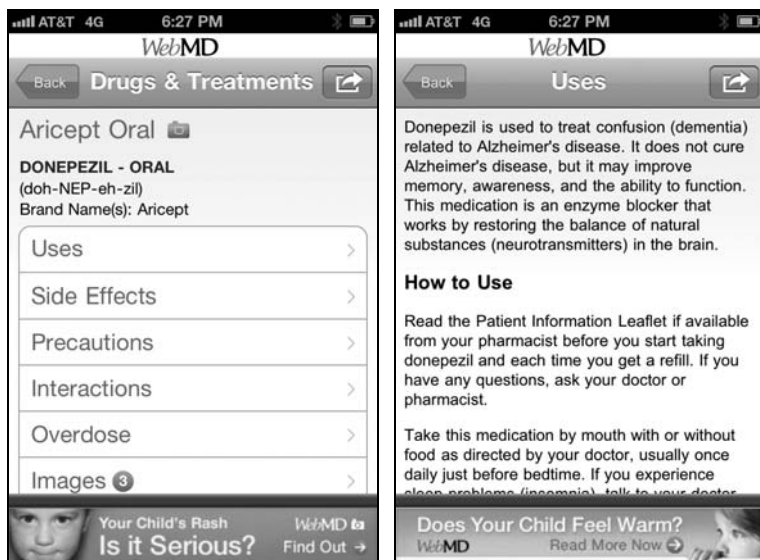 AT&T 4G 6:27 PM
WebMD
Back Drugs & Treatments
Aricept Oral
DONEPEZIL - ORAL
(doh-NEP-eh-zil)
Brand Name(s): Aricept
Uses
Side Effects
Precautions
Interactions
Overdose
Images 3
Your Child's Rash
Is it Serious?
WebMD
Find Out →
AT&T 4G 6:27 PM
WebMD
Back Uses
Donepezil is used to treat confusion (dementia)
related to Alzheimer's disease. It does not cure
Alzheimer's disease, but it may improve
memory, awareness, and the ability to function.
This medication is an enzyme blocker that
works by restoring the balance of natural
substances (neurotransmitters) in the brain.
How to Use
Read the Patient Information Leaflet if available
from your pharmacist before you start taking
donepezil and each time you get a refill. If you
have any questions, ask your doctor or
pharmacist.
Take this medication by mouth with or without
food as directed by your doctor, usually once
daily just before bedtime. If you experience
sleep problems (insomnia), talk to your doctor
Does Your Child Feel Warm?
WebMD Read More Now